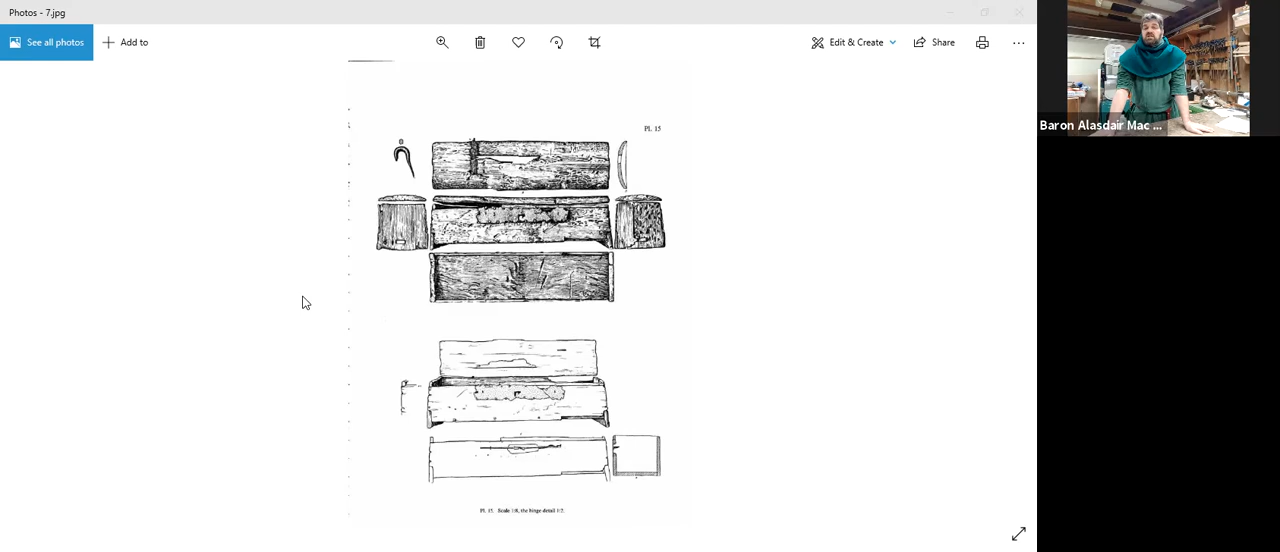 Photos - 7.jpg
See all photos
Add to
Edit & Create
Share
Baron Alasdair Mac ...
Pl. 15
Pl. 15. Scale 1/8, the hinge-detail 1/2.